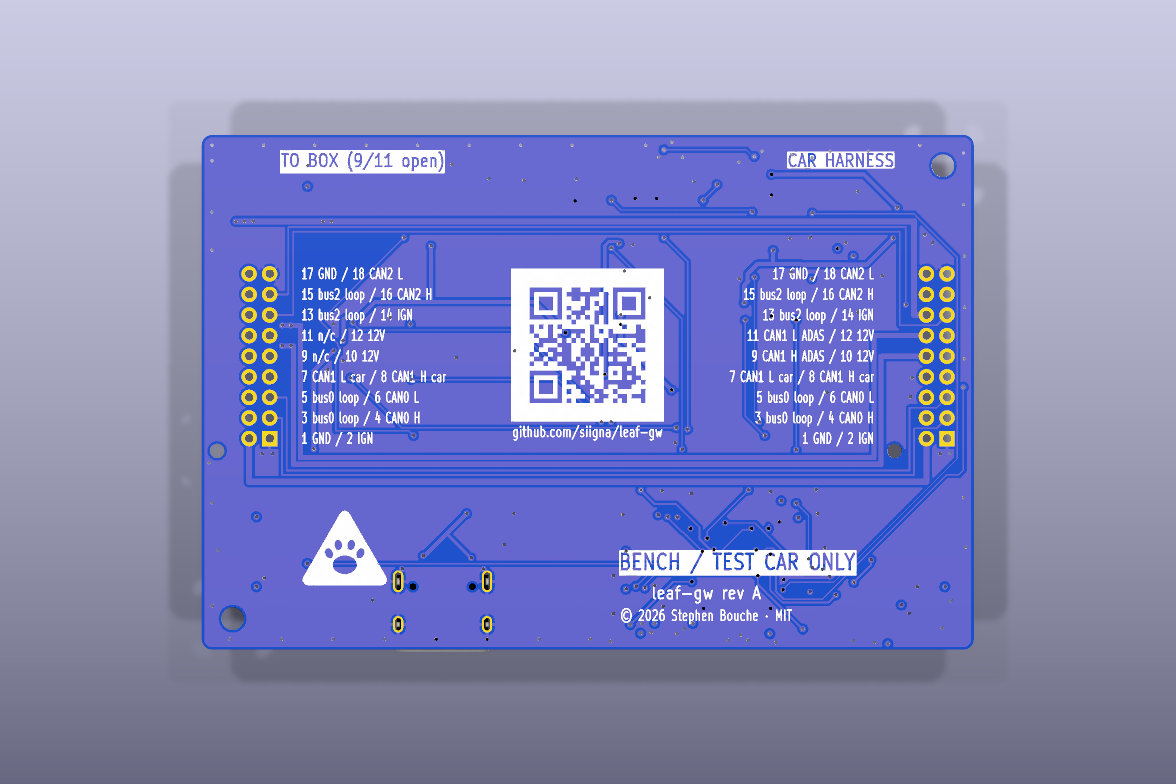 TO BOX (9/11 open)
CAR HARNESS
17 GND / 18 CAN2 L
15 bus2 loop / 16 CAN2 H
13 bus2 loop / 14 IGN
11 n/c / 12 12V
9 n/c / 10 12V
7 CAN1 L car / 8 CAN1 H car
5 bus0 loop / 6 CAN0 L
3 bus0 loop / 4 CAN0 H
1 GND / 2 IGN
17 GND / 18 CAN2 L
15 bus2 loop / 16 CAN2 H
13 bus2 loop / 14 IGN
11 CAN1 L ADAS / 12 12V
9 CAN1 H ADAS / 10 12V
7 CAN1 L car / 8 CAN1 H car
5 bus0 loop / 6 CAN0 L
3 bus0 loop / 4 CAN0 H
1 GND / 2 IGN
github.com/siigna/leaf-gw
BENCH / TEST CAR ONLY
leaf-gw rev A
© 2026 Stephen Bouche · MIT